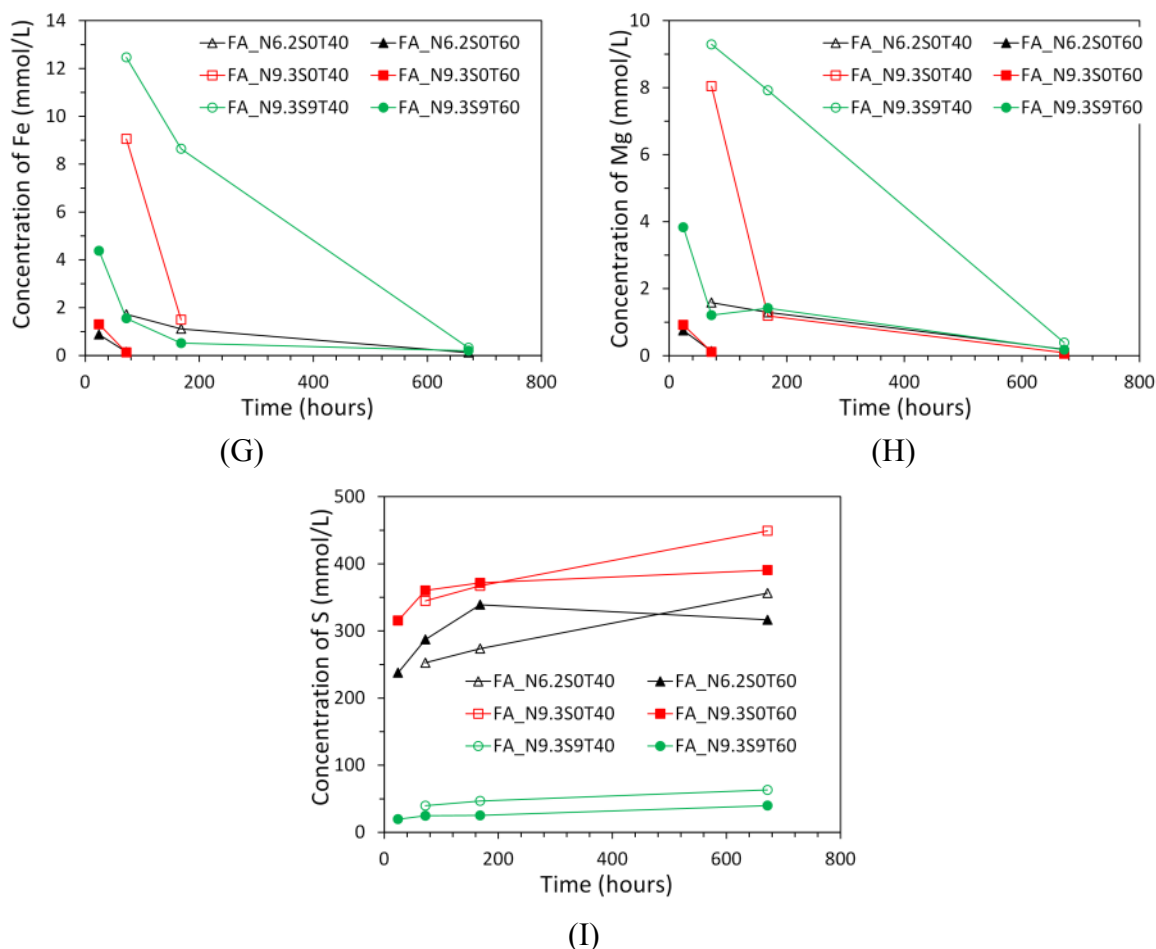 Concentration of Fe (mmol/L)
14
12
10
8
6
4
2
0
FA_N6.2S0T40 FA_N6.2S0T60
FA_N9.3S0T40 FA_N9.3S0T60
FA_N9.3S9T40 FA_N9.3S9T60
0 200 400 600 800
Time (hours)
(G)
Concentration of Mg (mmol/L)
10
8
6
4
2
0
FA_N6.2S0T40 FA_N6.2S0T60
FA_N9.3S0T40 FA_N9.3S0T60
FA_N9.3S9T40 FA_N9.3S9T60
0 200 400 600 800
Time (hours)
(H)
Concentration of S (mmol/L)
500
400
300
200
100
0
FA_N6.2S0T40 FA_N6.2S0T60
FA_N9.3S0T40 FA_N9.3S0T60
FA_N9.3S9T40 FA_N9.3S9T60
0 200 400 600 800
Time (hours)
(I)